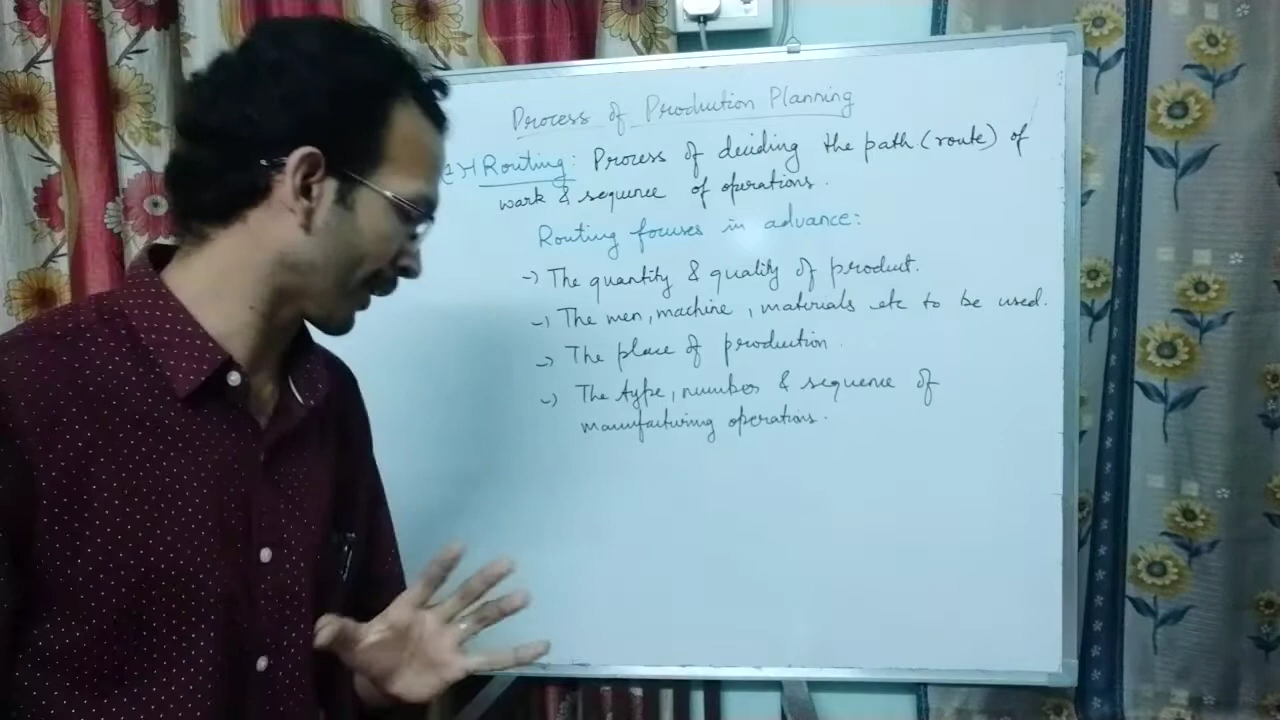 Process of Production Planning
Routing: Process of deciding the path (route) of
work & sequence of operations.
Routing focuses in advance:
-> The quantity & quality of product.
-> The men, machine, materials etc to be used.
-> The place of production.
-> The type, number & sequence of
manufacturing operations.